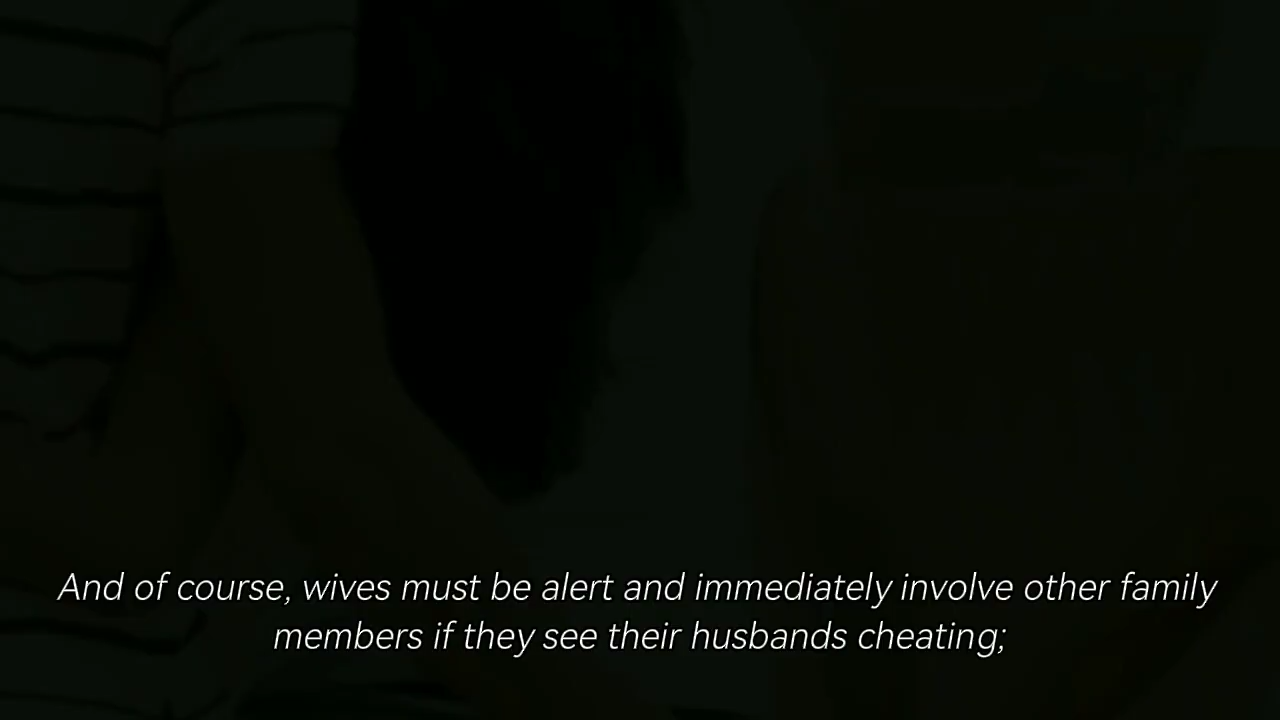 And of course, wives must be alert and immediately involve other family
members if they see their husbands cheating;